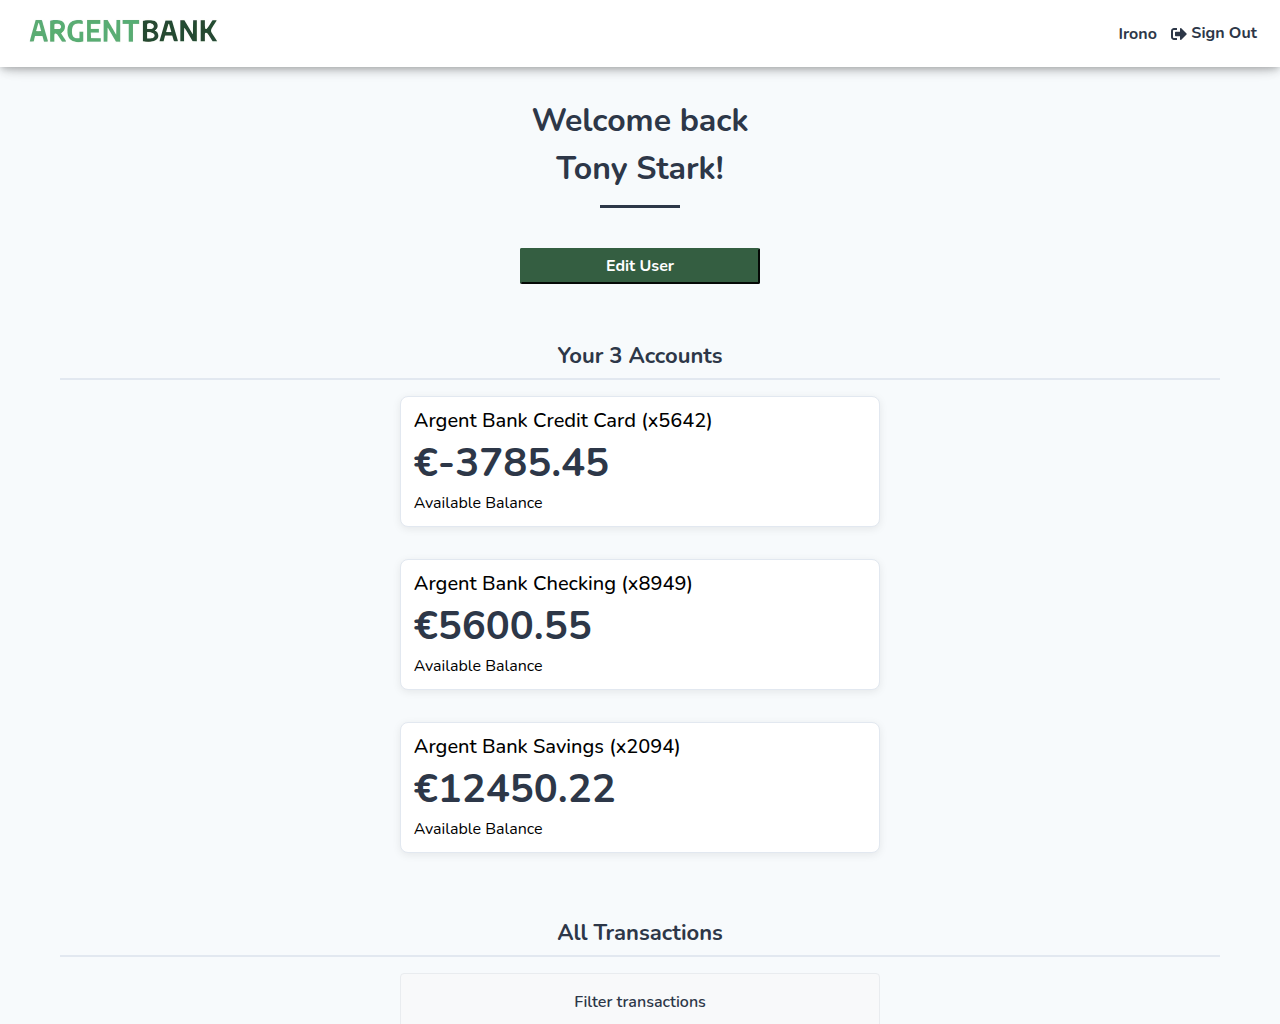 ARGENTBANK
Irono
Sign Out
Welcome back
Tony Stark!
Edit User
Your 3 Accounts
Argent Bank Credit Card (x5642)
€-3785.45
Available Balance
Argent Bank Checking (x8949)
€5600.55
Available Balance
Argent Bank Savings (x2094)
€12450.22
Available Balance
All Transactions
Filter transactions